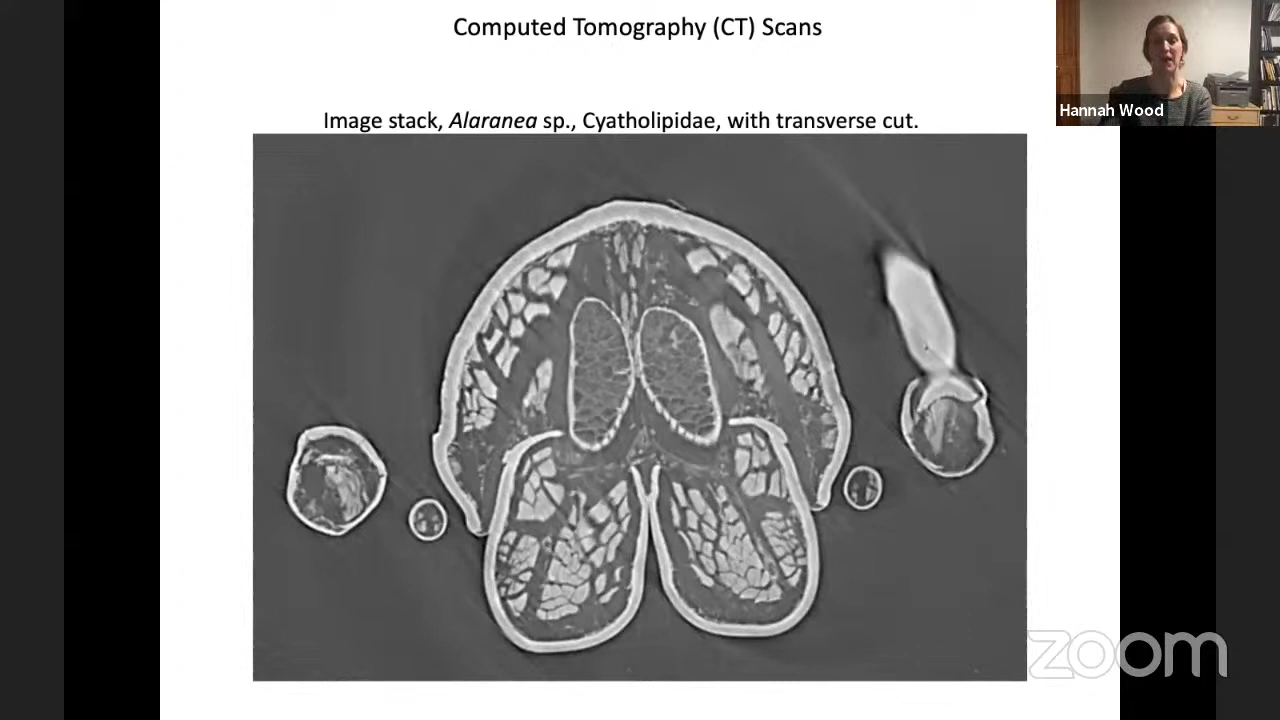 Computed Tomography (CT) Scans
Hannah Wood
Image stack, Alaranea sp., Cyatholipidae, with transverse cut.
zoom